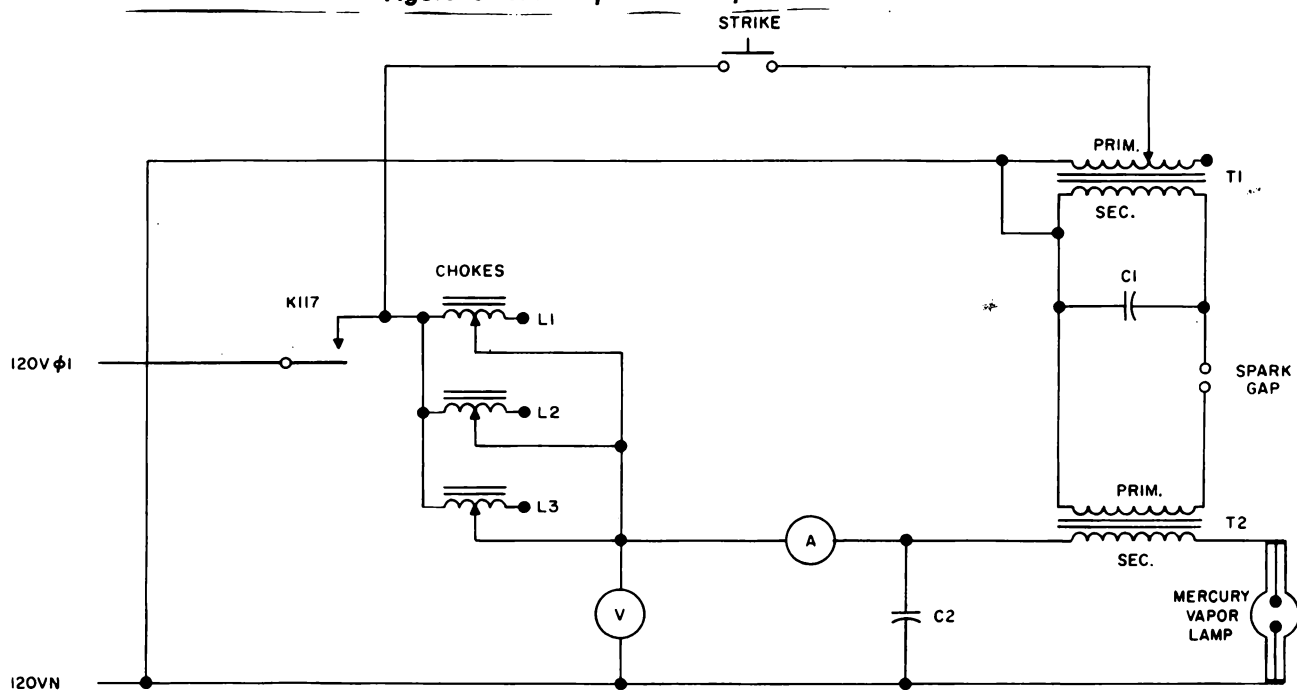 STRIKE
PRIM.
T1
SEC.
CHOKES
C1
K117
L1
120V ϕ1
SPARK
GAP
L2
PRIM.
L3
T2
A
SEC.
MERCURY
VAPOR
LAMP
V
C2
120VN